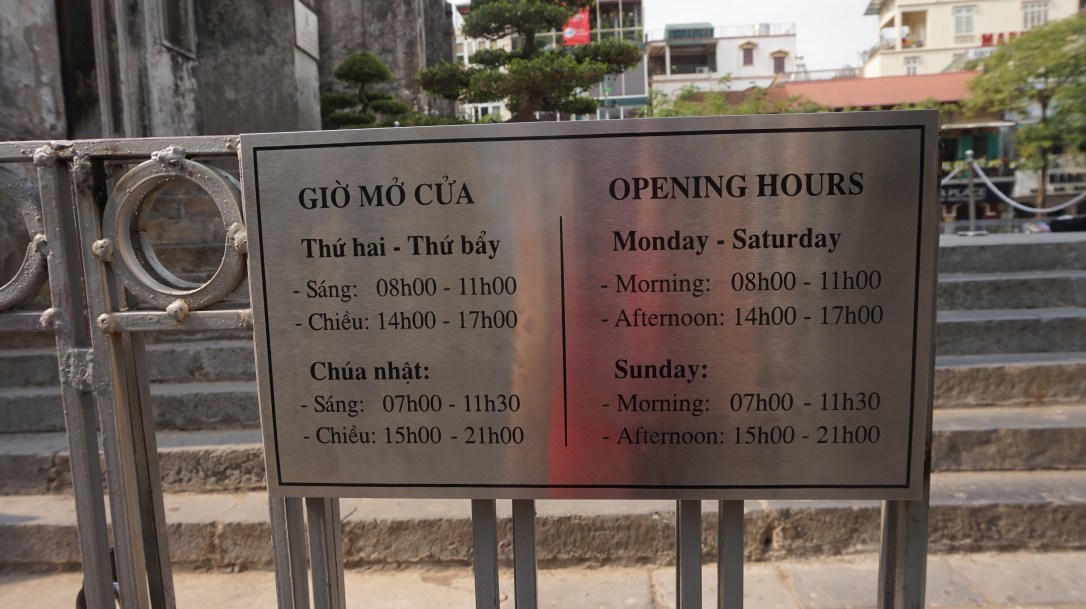 GIỜ MỞ CỬA
Thứ hai - Thứ bẩy
- Sáng: 08h00 - 11h00
- Chiều: 14h00 - 17h00
Chúa nhật:
- Sáng: 07h00 - 11h30
- Chiều: 15h00 - 21h00
OPENING HOURS
Monday - Saturday
- Morning: 08h00 - 11h00
- Afternoon: 14h00 - 17h00
Sunday:
- Morning: 07h00 - 11h30
- Afternoon: 15h00 - 21h00